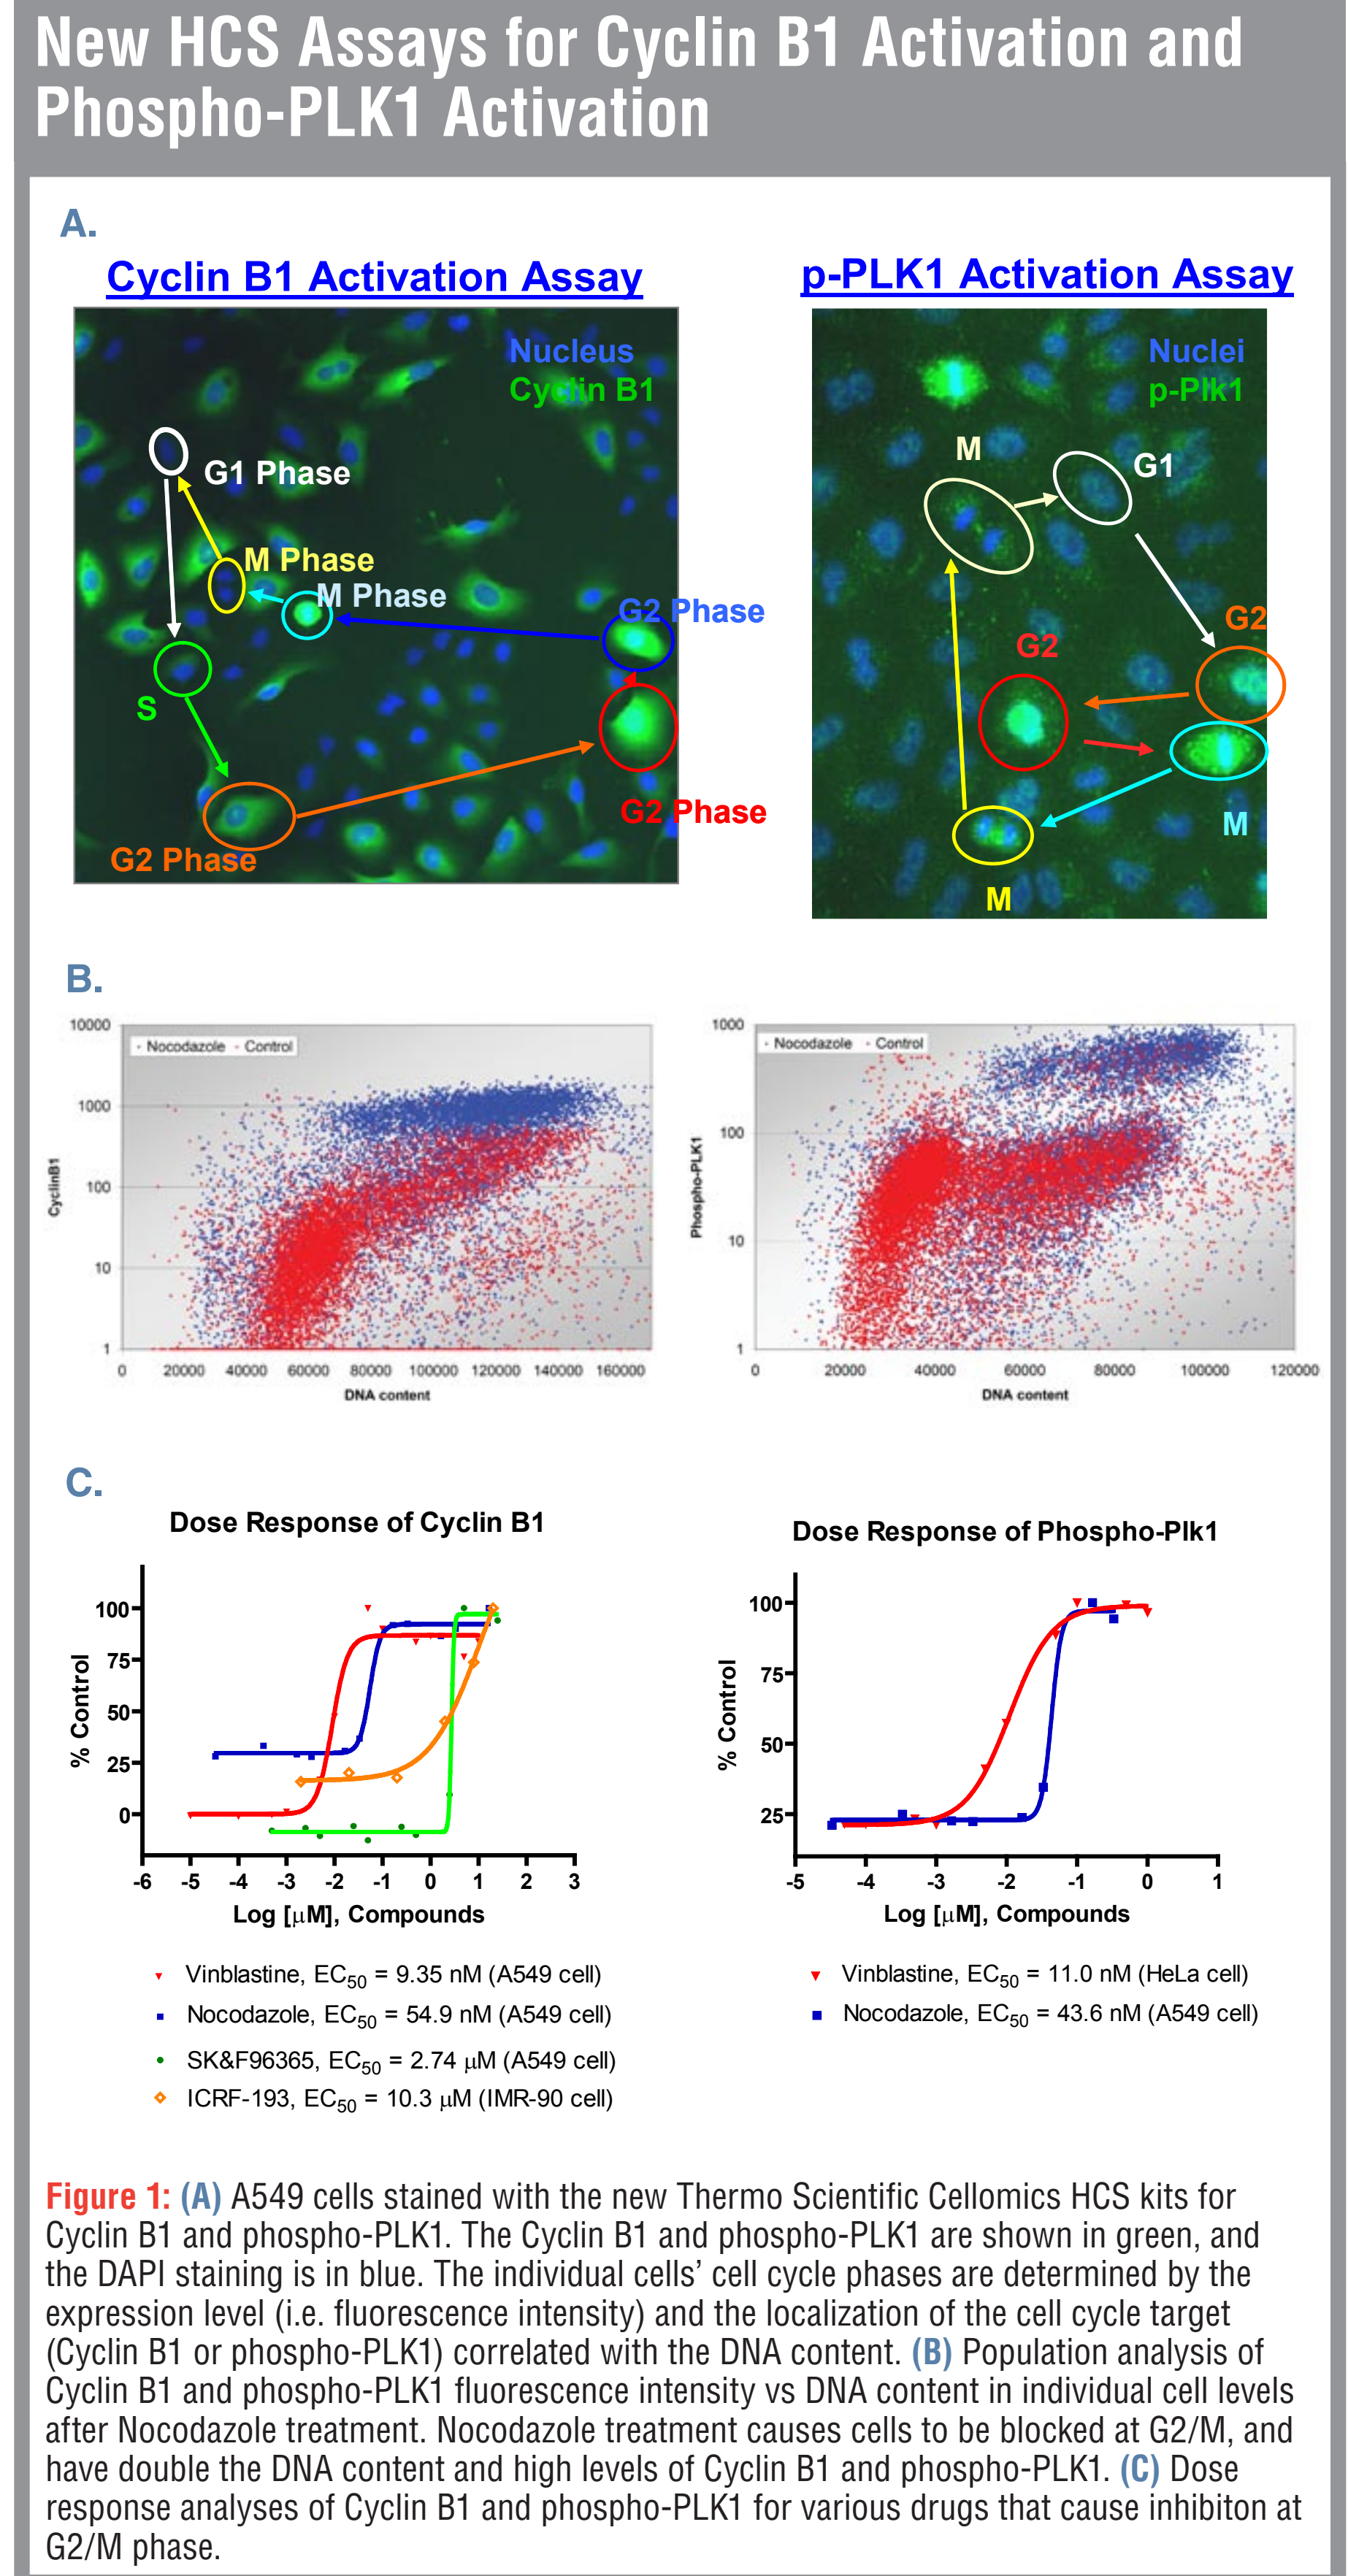 New HCS Assays for Cyclin B1 Activation and
Phospho-PLK1 Activation
A.
Cyclin B1 Activation Assay
Nucleus
Cyclin B1
G1 Phase
M Phase
M Phase
G2 Phase
S
G2 Phase
G2 Phase
p-PLK1 Activation Assay
Nuclei
p-Plk1
M
G1
G2
G2
M
M
B.
10000
1000
100
10
1
CyclinB1
Nocodazole Control
0 20000 40000 60000 80000 100000 120000 140000 160000
DNA content
1000
100
10
1
Phospho-PLK1
Nocodazole Control
0 20000 40000 60000 80000 100000 120000
DNA content
C.
Dose Response of Cyclin B1
100
75
50
25
0
% Control
-6 -5 -4 -3 -2 -1 0 1 2 3
Log [μM], Compounds
Vinblastine, EC50 = 9.35 nM (A549 cell)
Nocodazole, EC50 = 54.9 nM (A549 cell)
SK&F96365, EC50 = 2.74 μM (A549 cell)
ICRF-193, EC50 = 10.3 μM (IMR-90 cell)
Dose Response of Phospho-Plk1
100
75
50
25
% Control
-5 -4 -3 -2 -1 0 1
Log [μM], Compounds
Vinblastine, EC50 = 11.0 nM (HeLa cell)
Nocodazole, EC50 = 43.6 nM (A549 cell)
Figure 1: (A) A549 cells stained with the new Thermo Scientific Cellomics HCS kits for
Cyclin B1 and phospho-PLK1. The Cyclin B1 and phospho-PLK1 are shown in green, and
the DAPI staining is in blue. The individual cells’ cell cycle phases are determined by the
expression level (i.e. fluorescence intensity) and the localization of the cell cycle target
(Cyclin B1 or phospho-PLK1) correlated with the DNA content. (B) Population analysis of
Cyclin B1 and phospho-PLK1 fluorescence intensity vs DNA content in individual cell levels
after Nocodazole treatment. Nocodazole treatment causes cells to be blocked at G2/M, and
have double the DNA content and high levels of Cyclin B1 and phospho-PLK1. (C) Dose
response analyses of Cyclin B1 and phospho-PLK1 for various drugs that cause inhibiton at
G2/M phase.